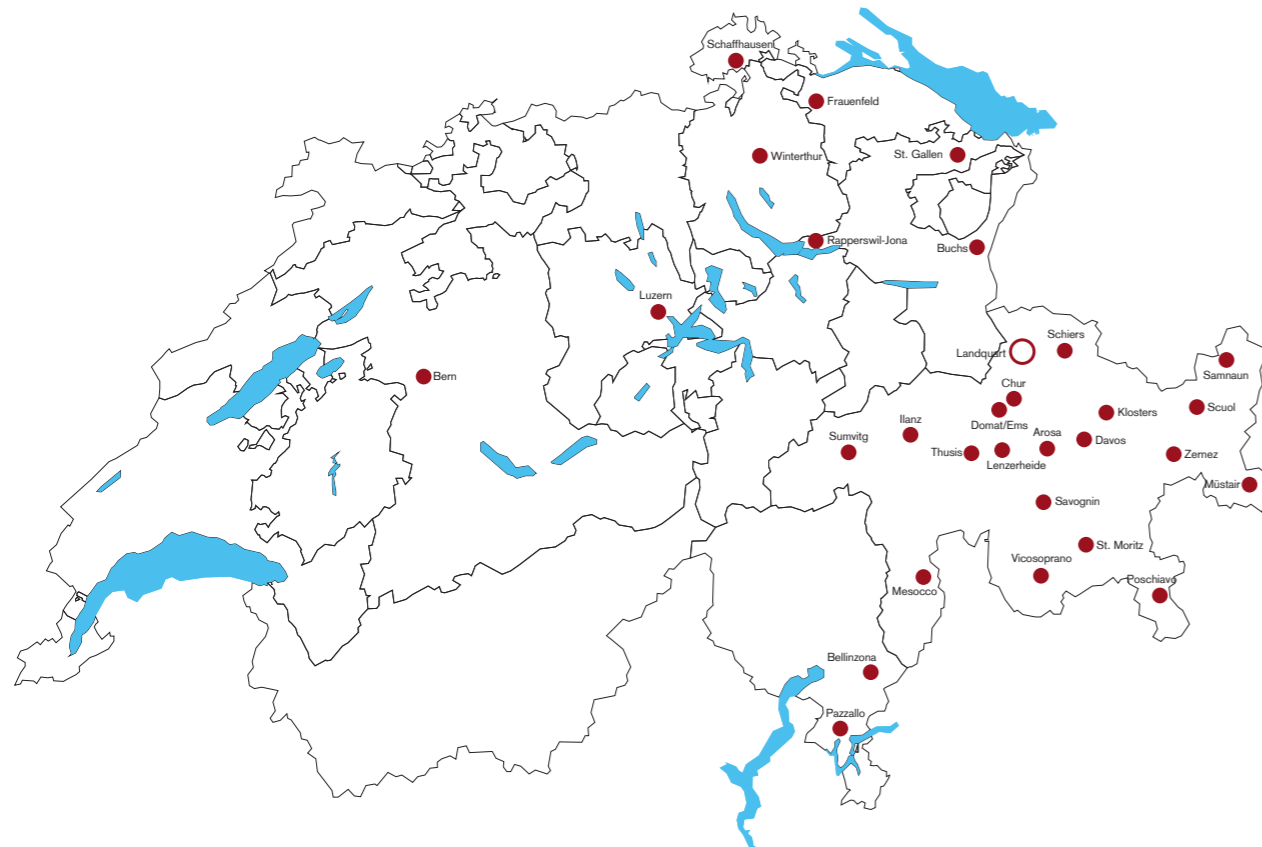 Schaffhausen
Frauenfeld
Winterthur
St. Gallen
Rapperswil-Jona
Buchs
Luzern
Schiers
Landquart
Samnaun
Bern
Chur
Scuol
Klosters
Domat/Ems
Ilanz
Arosa
Sumvitg
Davos
Thusis
Lenzerheide
Zernez
Müstair
Savognin
St. Moritz
Vicosoprano
Poschiavo
Mesocco
Bellinzona
Pazzallo